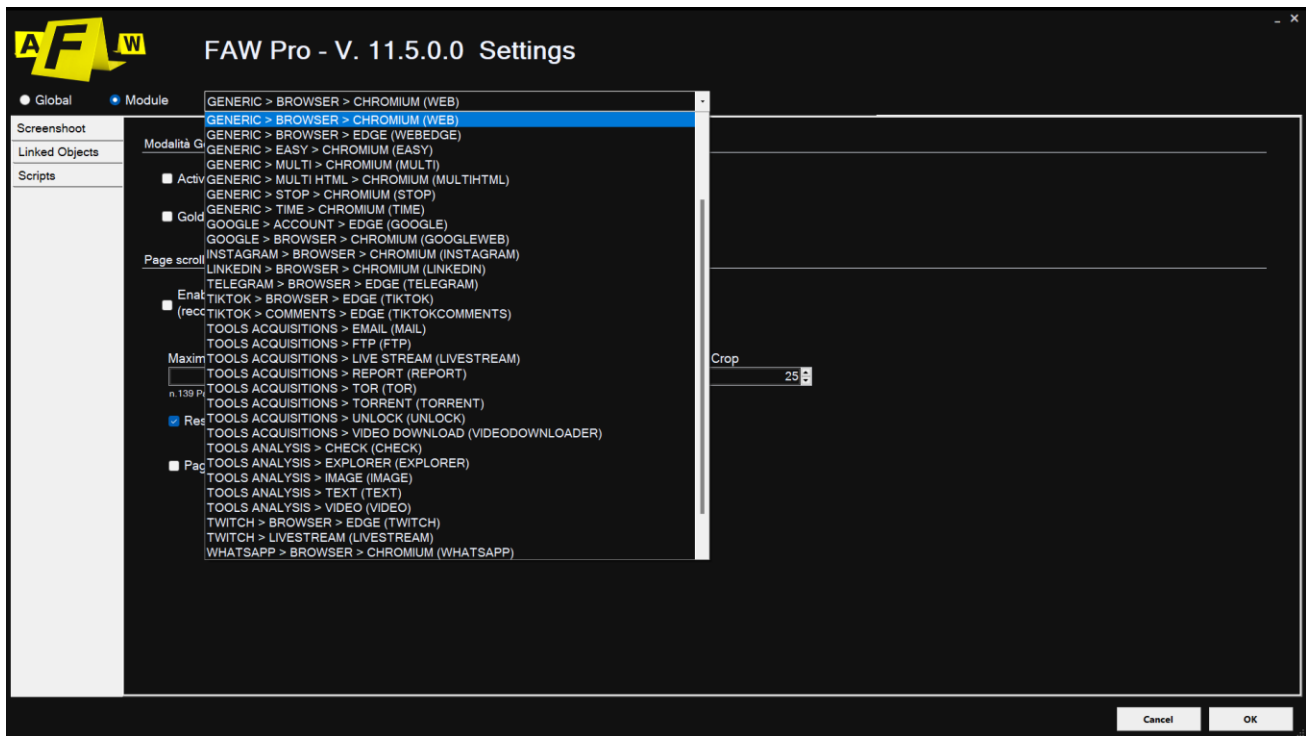 A F W
FAW Pro - V. 11.5.0.0 Settings
Global
Module
GENERIC > BROWSER > CHROMIUM (WEB)
Screenshoot
Linked Objects
Scripts
GENERIC > BROWSER > CHROMIUM (WEB)
GENERIC > BROWSER > EDGE (WEBEDGE)
Modalità G
GENERIC > EASY > CHROMIUM (EASY)
GENERIC > MULTI > CHROMIUM (MULTI)
Activ
GENERIC > MULTI HTML > CHROMIUM (MULTIHTML)
GENERIC > STOP > CHROMIUM (STOP)
Gold
GENERIC > TIME > CHROMIUM (TIME)
GOOGLE > ACCOUNT > EDGE (GOOGLE)
GOOGLE > BROWSER > CHROMIUM (GOOGLEWEB)
Page scroll
INSTAGRAM > BROWSER > CHROMIUM (INSTAGRAM)
LINKEDIN > BROWSER > CHROMIUM (LINKEDIN)
TELEGRAM > BROWSER > EDGE (TELEGRAM)
Enab
TIKTOK > BROWSER > EDGE (TIKTOK)
(reco
TIKTOK > COMMENTS > EDGE (TIKTOKCOMMENTS)
TOOLS ACQUISITIONS > EMAIL (MAIL)
TOOLS ACQUISITIONS > FTP (FTP)
Maxim
TOOLS ACQUISITIONS > LIVE STREAM (LIVESTREAM)
Crop
TOOLS ACQUISITIONS > REPORT (REPORT)
25
n.139 P
TOOLS ACQUISITIONS > TOR (TOR)
TOOLS ACQUISITIONS > TORRENT (TORRENT)
Res
TOOLS ACQUISITIONS > UNLOCK (UNLOCK)
TOOLS ACQUISITIONS > VIDEO DOWNLOAD (VIDEODOWNLOADER)
TOOLS ANALYSIS > CHECK (CHECK)
Pag
TOOLS ANALYSIS > EXPLORER (EXPLORER)
TOOLS ANALYSIS > IMAGE (IMAGE)
TOOLS ANALYSIS > TEXT (TEXT)
TOOLS ANALYSIS > VIDEO (VIDEO)
TWITCH > BROWSER > EDGE (TWITCH)
TWITCH > LIVESTREAM (LIVESTREAM)
WHATSAPP > BROWSER > CHROMIUM (WHATSAPP)
Cancel
OK